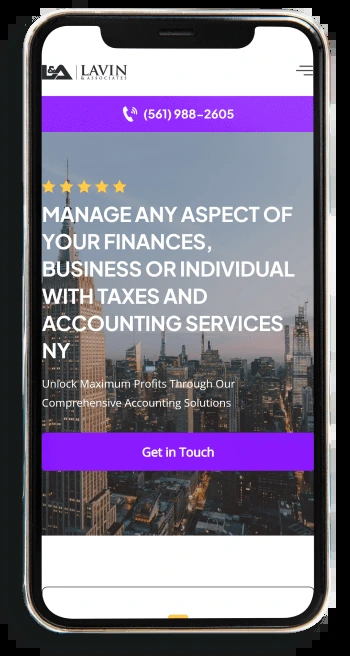 L&A LAVIN
& ASSOCIATES
(561) 988-2605
MANAGE ANY ASPECT OF
YOUR FINANCES,
BUSINESS OR INDIVIDUAL
WITH TAXES AND
ACCOUNTING SERVICES
NY
Unlock Maximum Profits Through Our
Comprehensive Accounting Solutions
Get in Touch